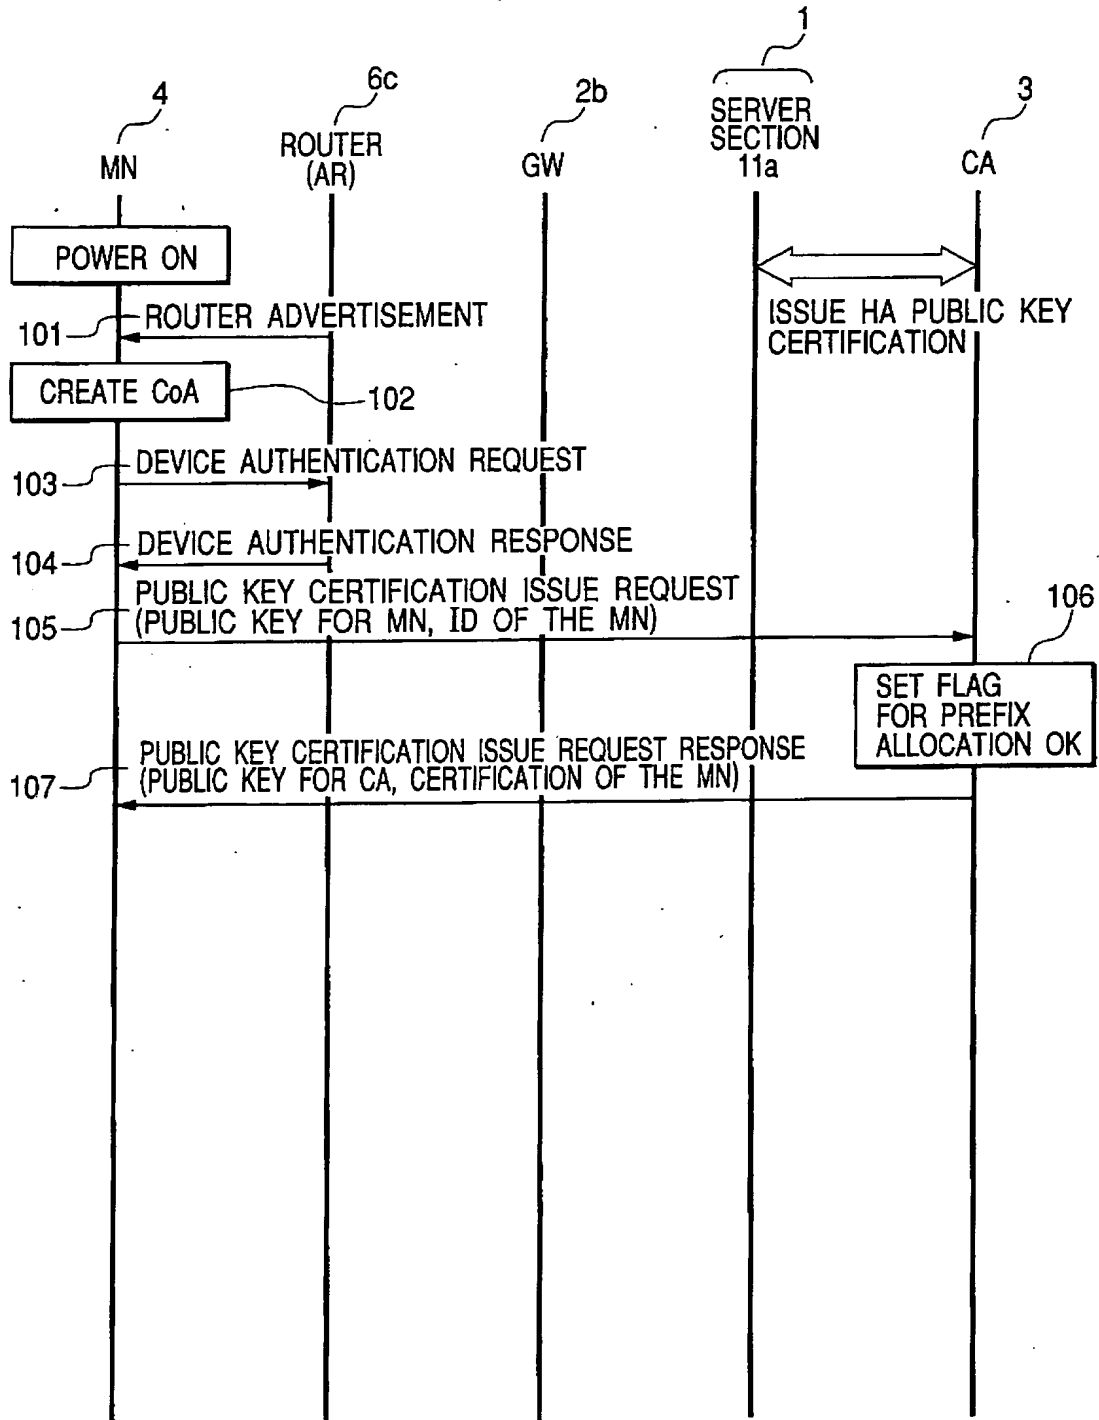 1
4
6c
2b
3
MN
ROUTER
(AR)
GW
SERVER
SECTION
11a
CA
POWER ON
101
ROUTER ADVERTISEMENT
ISSUE HA PUBLIC KEY
CERTIFICATION
CREATE CoA
102
103
DEVICE AUTHENTICATION REQUEST
104
DEVICE AUTHENTICATION RESPONSE
105
PUBLIC KEY CERTIFICATION ISSUE REQUEST
(PUBLIC KEY FOR MN, ID OF THE MN)
106
SET FLAG
FOR PREFIX
ALLOCATION OK
107
PUBLIC KEY CERTIFICATION ISSUE REQUEST RESPONSE
(PUBLIC KEY FOR CA, CERTIFICATION OF THE MN)